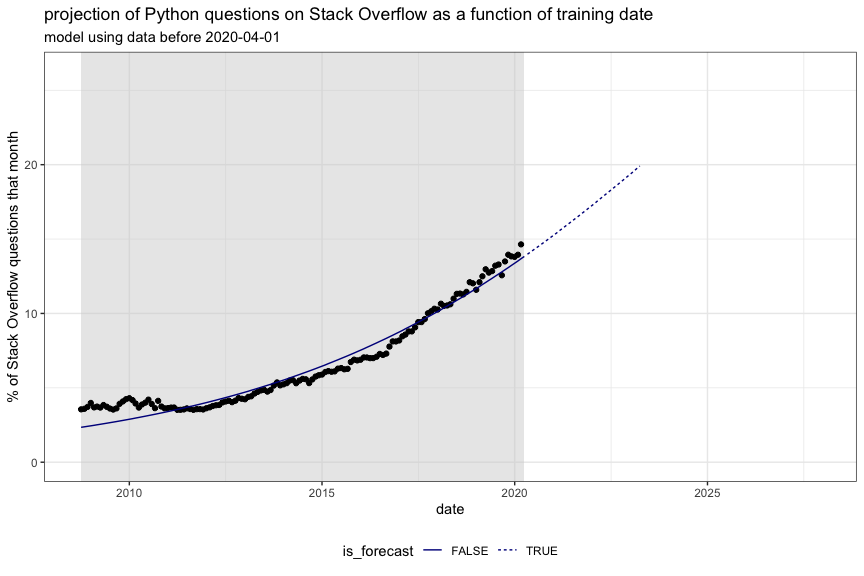 projection of Python questions on Stack Overflow as a function of training date
model using data before 2020-04-01
% of Stack Overflow questions that month
20
10
0
2010 2015 2020 2025
date
is_forecast FALSE TRUE